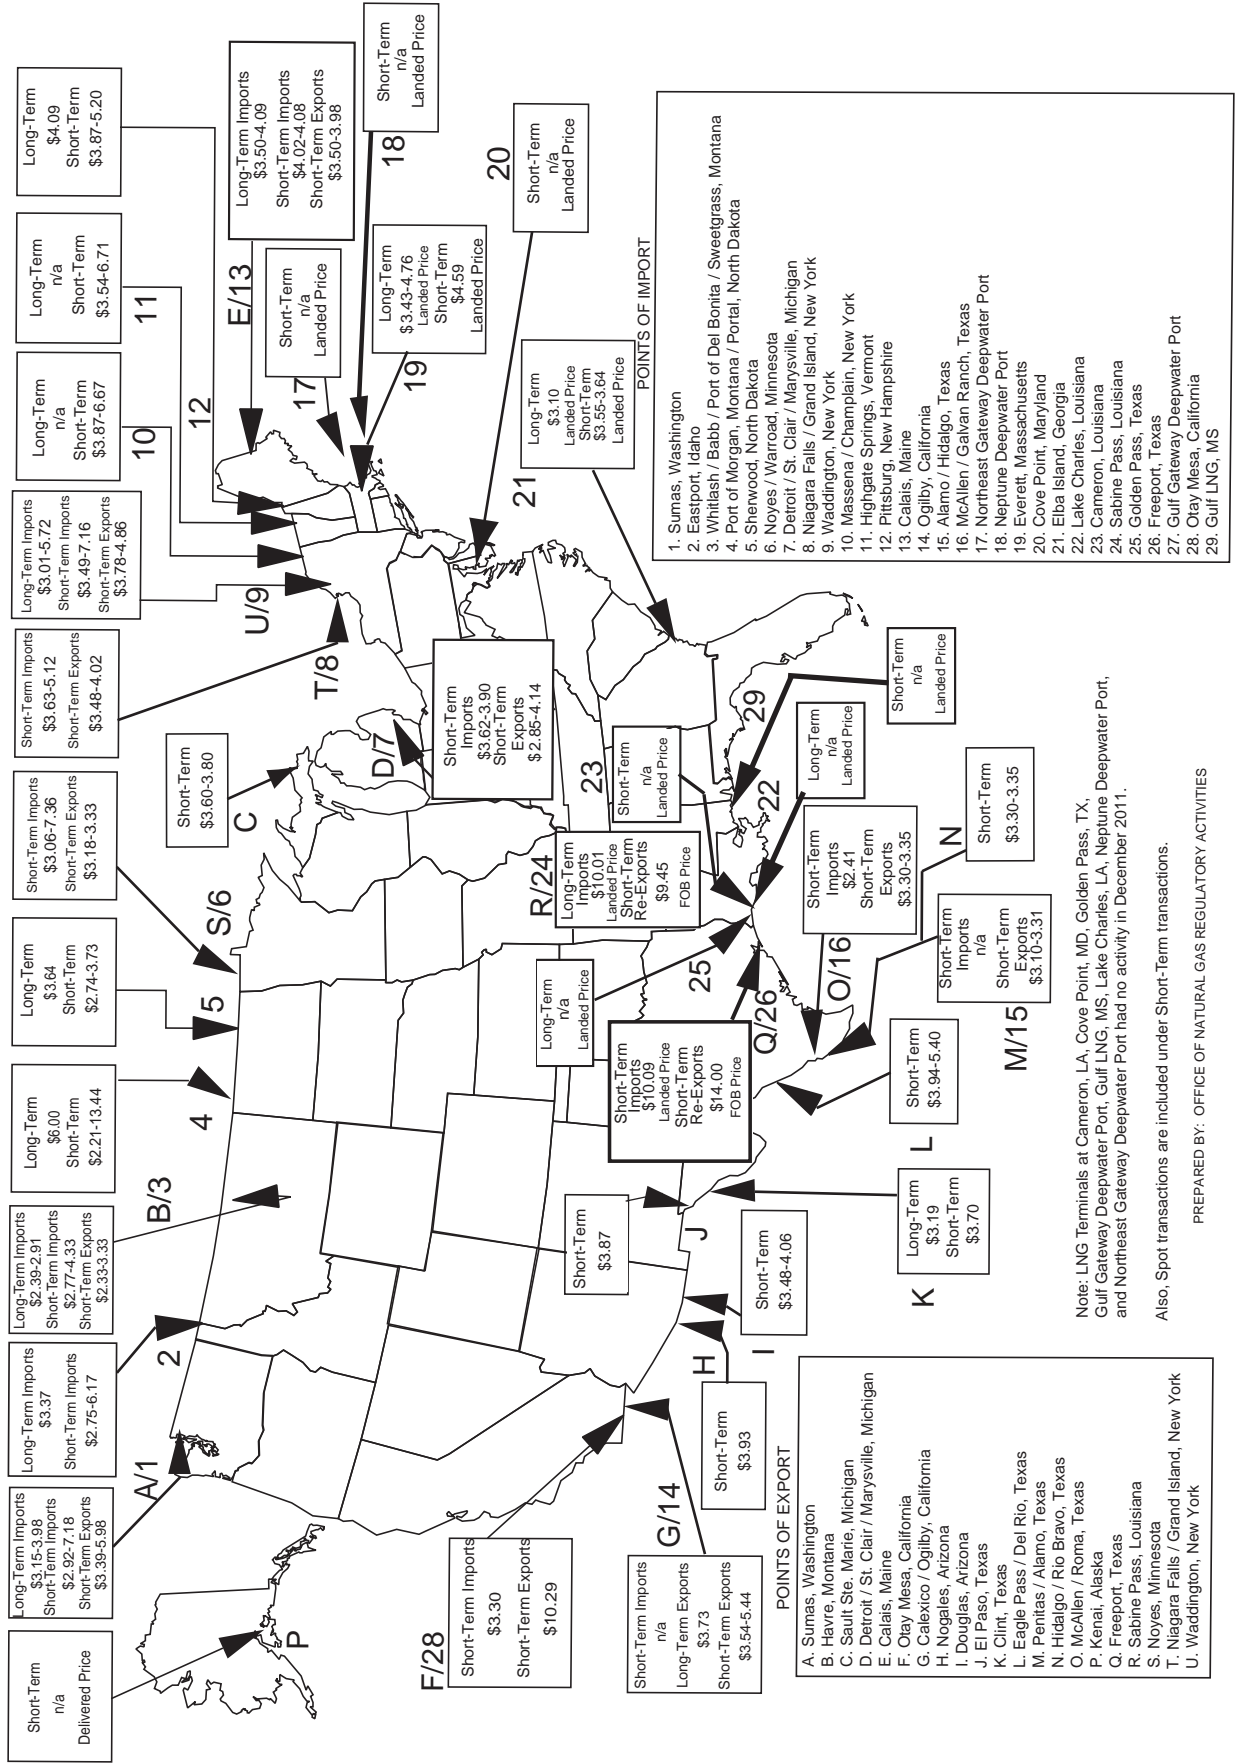 Short-Term
n/a
Delivered Price
P
Long-Term Imports
$3.15-3.98
Short-Term Imports
$2.92-7.18
Short-Term Exports
$3.39-5.98
A/1
Long-Term Imports
$3.37
Short-Term Imports
$2.75-6.17
2
Long-Term Imports
$2.39-2.91
Short-Term Imports
$2.77-4.33
Short-Term Exports
$2.33-3.33
B/3
Long-Term
$6.00
Short-Term
$2.21-13.44
4
Long-Term
$3.64
Short-Term
$2.74-3.73
5
Short-Term Imports
$3.06-7.36
Short-Term Exports
$3.18-3.33
S/6
Short-Term
$3.60-3.80
C
Short-Term Imports
$3.63-5.12
Short-Term Exports
$3.48-4.02
T/8
Long-Term Imports
$3.01-5.72
Short-Term Imports
$3.49-7.16
Short-Term Exports
$3.78-4.86
U/9
Long-Term
n/a
Short-Term
$3.87-6.67
10
Long-Term
n/a
Short-Term
$3.54-6.71
11
Long-Term
$4.09
Short-Term
$3.87-5.20
12
Long-Term Imports
$3.50-4.09
Short-Term Imports
$4.02-4.08
Short-Term Exports
$3.50-3.98
E/13
Short-Term
n/a
Landed Price
17
Short-Term
n/a
Landed Price
18
Long-Term
$3.43-4.76
Landed Price
Short-Term
$4.59
Landed Price
19
Short-Term
n/a
Landed Price
20
Long-Term
$3.10
Landed Price
Short-Term
$3.55-3.64
Landed Price
21
D/7
Short-Term
Imports
$3.62-3.90
Short-Term
Exports
$2.85-4.14
Short-Term
n/a
Landed Price
23
R/24
Long-Term
Imports
$10.01
Landed Price
Short-Term
Re-Exports
$9.45
FOB Price
Long-Term
n/a
Landed Price
25
Short-Term
Imports
$10.09
Landed Price
Short-Term
Re-Exports
$14.00
FOB Price
Q/26
Short-Term
n/a
Landed Price
29
Long-Term
n/a
Landed Price
22
Short-Term
Imports
$2.41
Short-Term
Exports
$3.30-3.35
O/16
Short-Term
$3.30-3.35
N
Short-Term
Imports
n/a
Short-Term
Exports
$3.10-3.31
M/15
Short-Term
$3.94-5.40
L
Long-Term
$3.19
Short-Term
$3.70
K
Short-Term
$3.87
J
Short-Term
$3.48-4.06
I
Short-Term
$3.93
H
F/28
Short-Term Imports
$3.30
Short-Term Exports
$10.29
G/14
Short-Term Imports
n/a
Long-Term Exports
$3.73
Short-Term Exports
$3.54-5.44
POINTS OF EXPORT
A. Sumas, Washington
B. Havre, Montana
C. Sault Ste. Marie, Michigan
D. Detroit / St. Clair / Marysville, Michigan
E. Calais, Maine
F. Otay Mesa, California
G. Calexico / Ogilby, California
H. Nogales, Arizona
I. Douglas, Arizona
J. El Paso, Texas
K. Clint, Texas
L. Eagle Pass / Del Rio, Texas
M. Penitas / Alamo, Texas
N. Hidalgo / Rio Bravo, Texas
O. McAllen / Roma, Texas
P. Kenai, Alaska
Q. Freeport, Texas
R. Sabine Pass, Louisiana
S. Noyes, Minnesota
T. Niagara Falls / Grand Island, New York
U. Waddington, New York
Note: LNG Terminals at Cameron, LA, Cove Point, MD, Golden Pass, TX,
Gulf Gateway Deepwater Port, Gulf LNG, MS, Lake Charles, LA, Neptune Deepwater Port,
and Northeast Gateway Deepwater Port had no activity in December 2011.
Also, Spot transactions are included under Short-Term transactions.
PREPARED BY: OFFICE OF NATURAL GAS REGULATORY ACTIVITIES
POINTS OF IMPORT
1. Sumas, Washington
2. Eastport, Idaho
3. Whitlash / Babb / Port of Del Bonita / Sweetgrass, Montana
4. Port of Morgan, Montana / Portal, North Dakota
5. Sherwood, North Dakota
6. Noyes / Warroad, Minnesota
7. Detroit / St. Clair / Marysville, Michigan
8. Niagara Falls / Grand Island, New York
9. Waddington, New York
10. Massena / Champlain, New York
11. Highgate Springs, Vermont
12. Pittsburg, New Hampshire
13. Calais, Maine
14. Ogilby, California
15. Alamo / Hidalgo, Texas
16. McAllen / Galvan Ranch, Texas
17. Northeast Gateway Deepwater Port
18. Neptune Deepwater Port
19. Everett, Massachusetts
20. Cove Point, Maryland
21. Elba Island, Georgia
22. Lake Charles, Louisiana
23. Cameron, Louisiana
24. Sabine Pass, Louisiana
25. Golden Pass, Texas
26. Freeport, Texas
27. Gulf Gateway Deepwater Port
28. Otay Mesa, California
29. Gulf LNG, MS